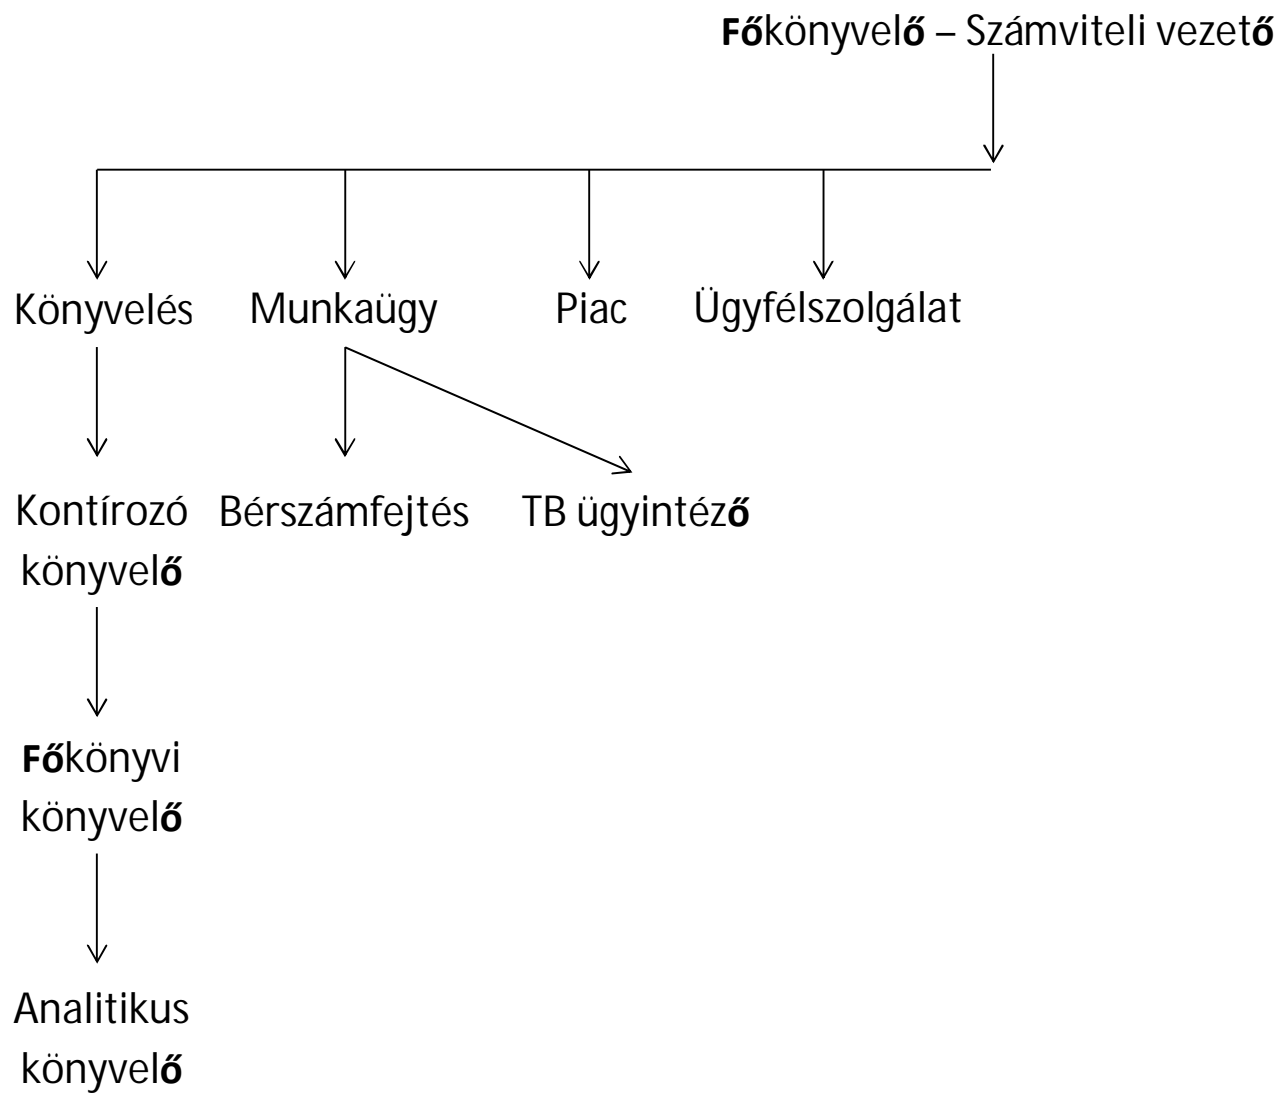 Főkönyvelő – Számviteli vezető
Könyvelés
Munkaügy
Piac
Ügyfélszolgálat
Kontírozó
könyvelő
Bérszámfejtés
TB ügyintéző
Főkönyvi
könyvelő
Analitikus
könyvelő